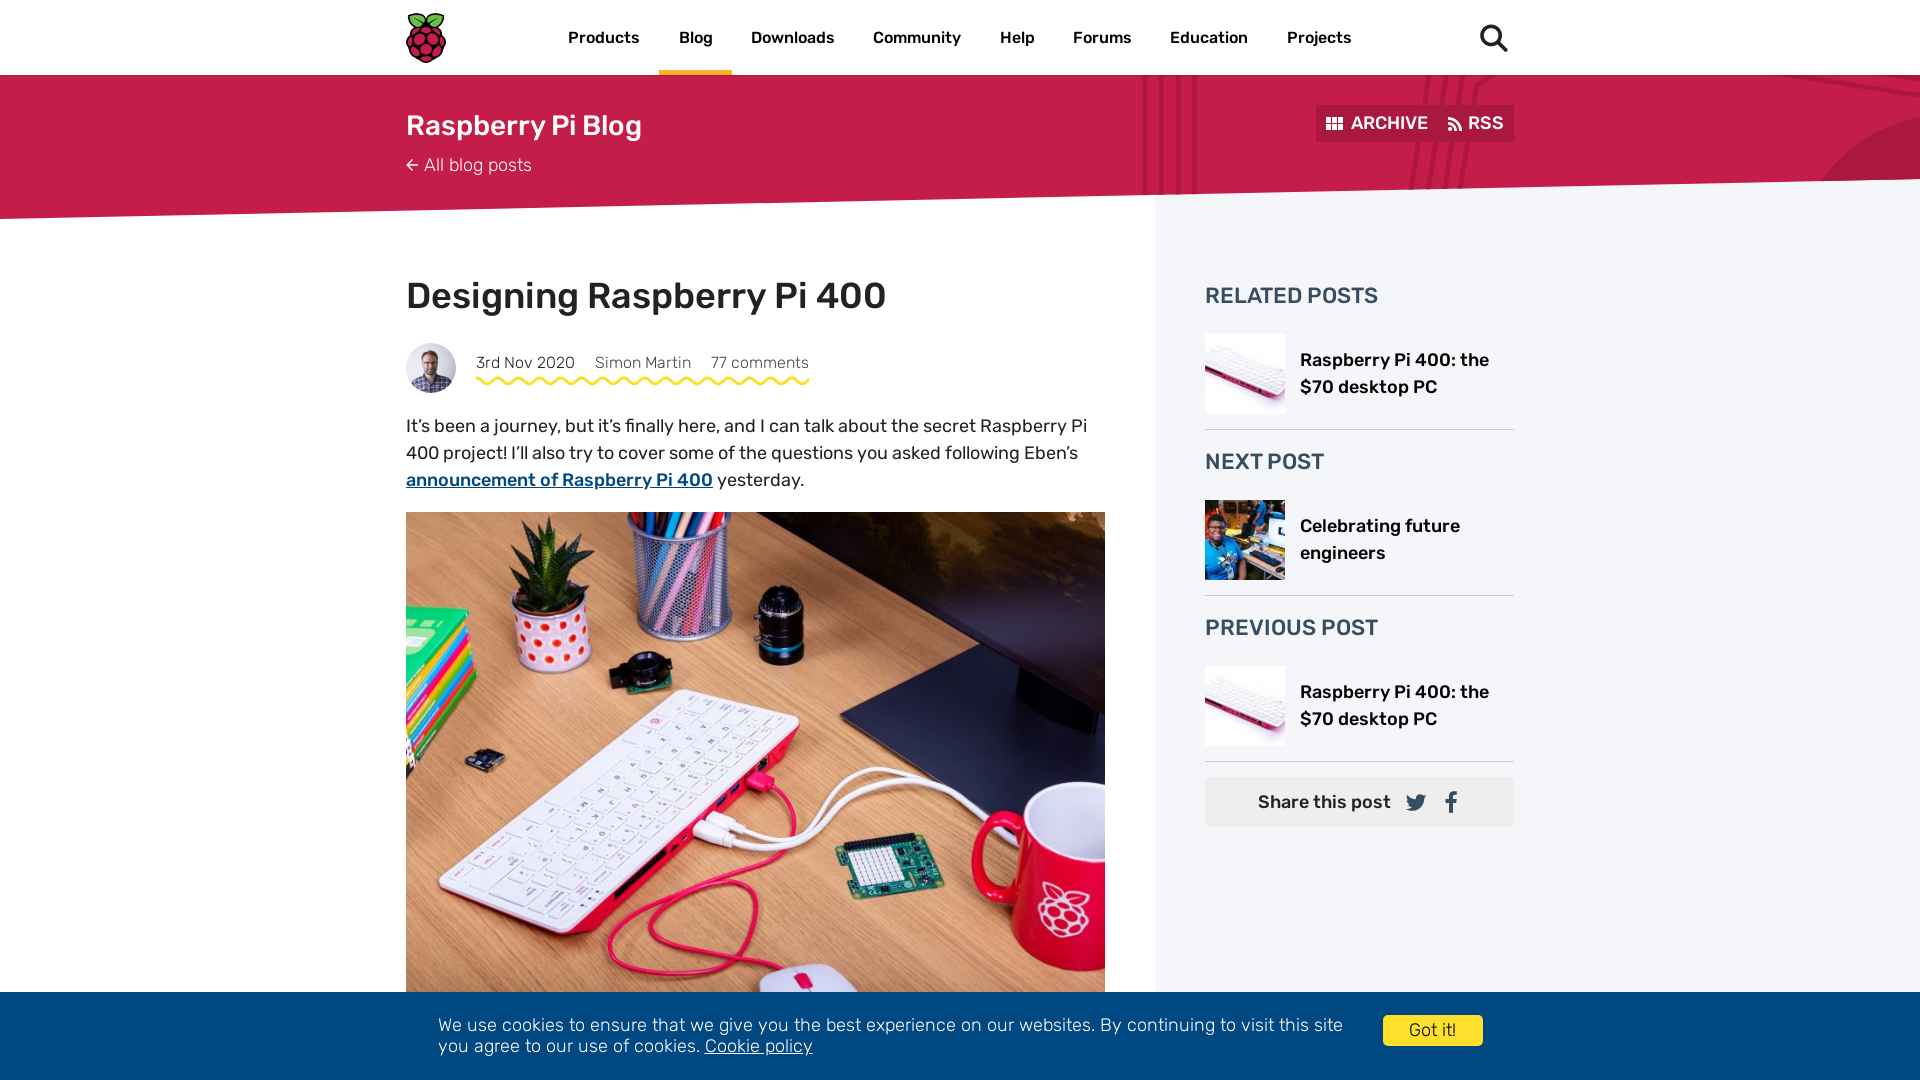 Products Blog Downloads Community Help Forums Education Projects
Raspberry Pi Blog
ARCHIVE RSS
All blog posts
Designing Raspberry Pi 400
3rd Nov 2020 Simon Martin 77 comments
It’s been a journey, but it’s finally here, and I can talk about the secret Raspberry Pi
400 project! I’ll also try to cover some of the questions you asked following Eben’s
announcement of Raspberry Pi 400 yesterday.
RELATED POSTS
Raspberry Pi 400: the
$70 desktop PC
NEXT POST
Celebrating future
engineers
PREVIOUS POST
Raspberry Pi 400: the
$70 desktop PC
Share this post
We use cookies to ensure that we give you the best experience on our websites. By continuing to visit this site
you agree to our use of cookies. Cookie policy
Got it!